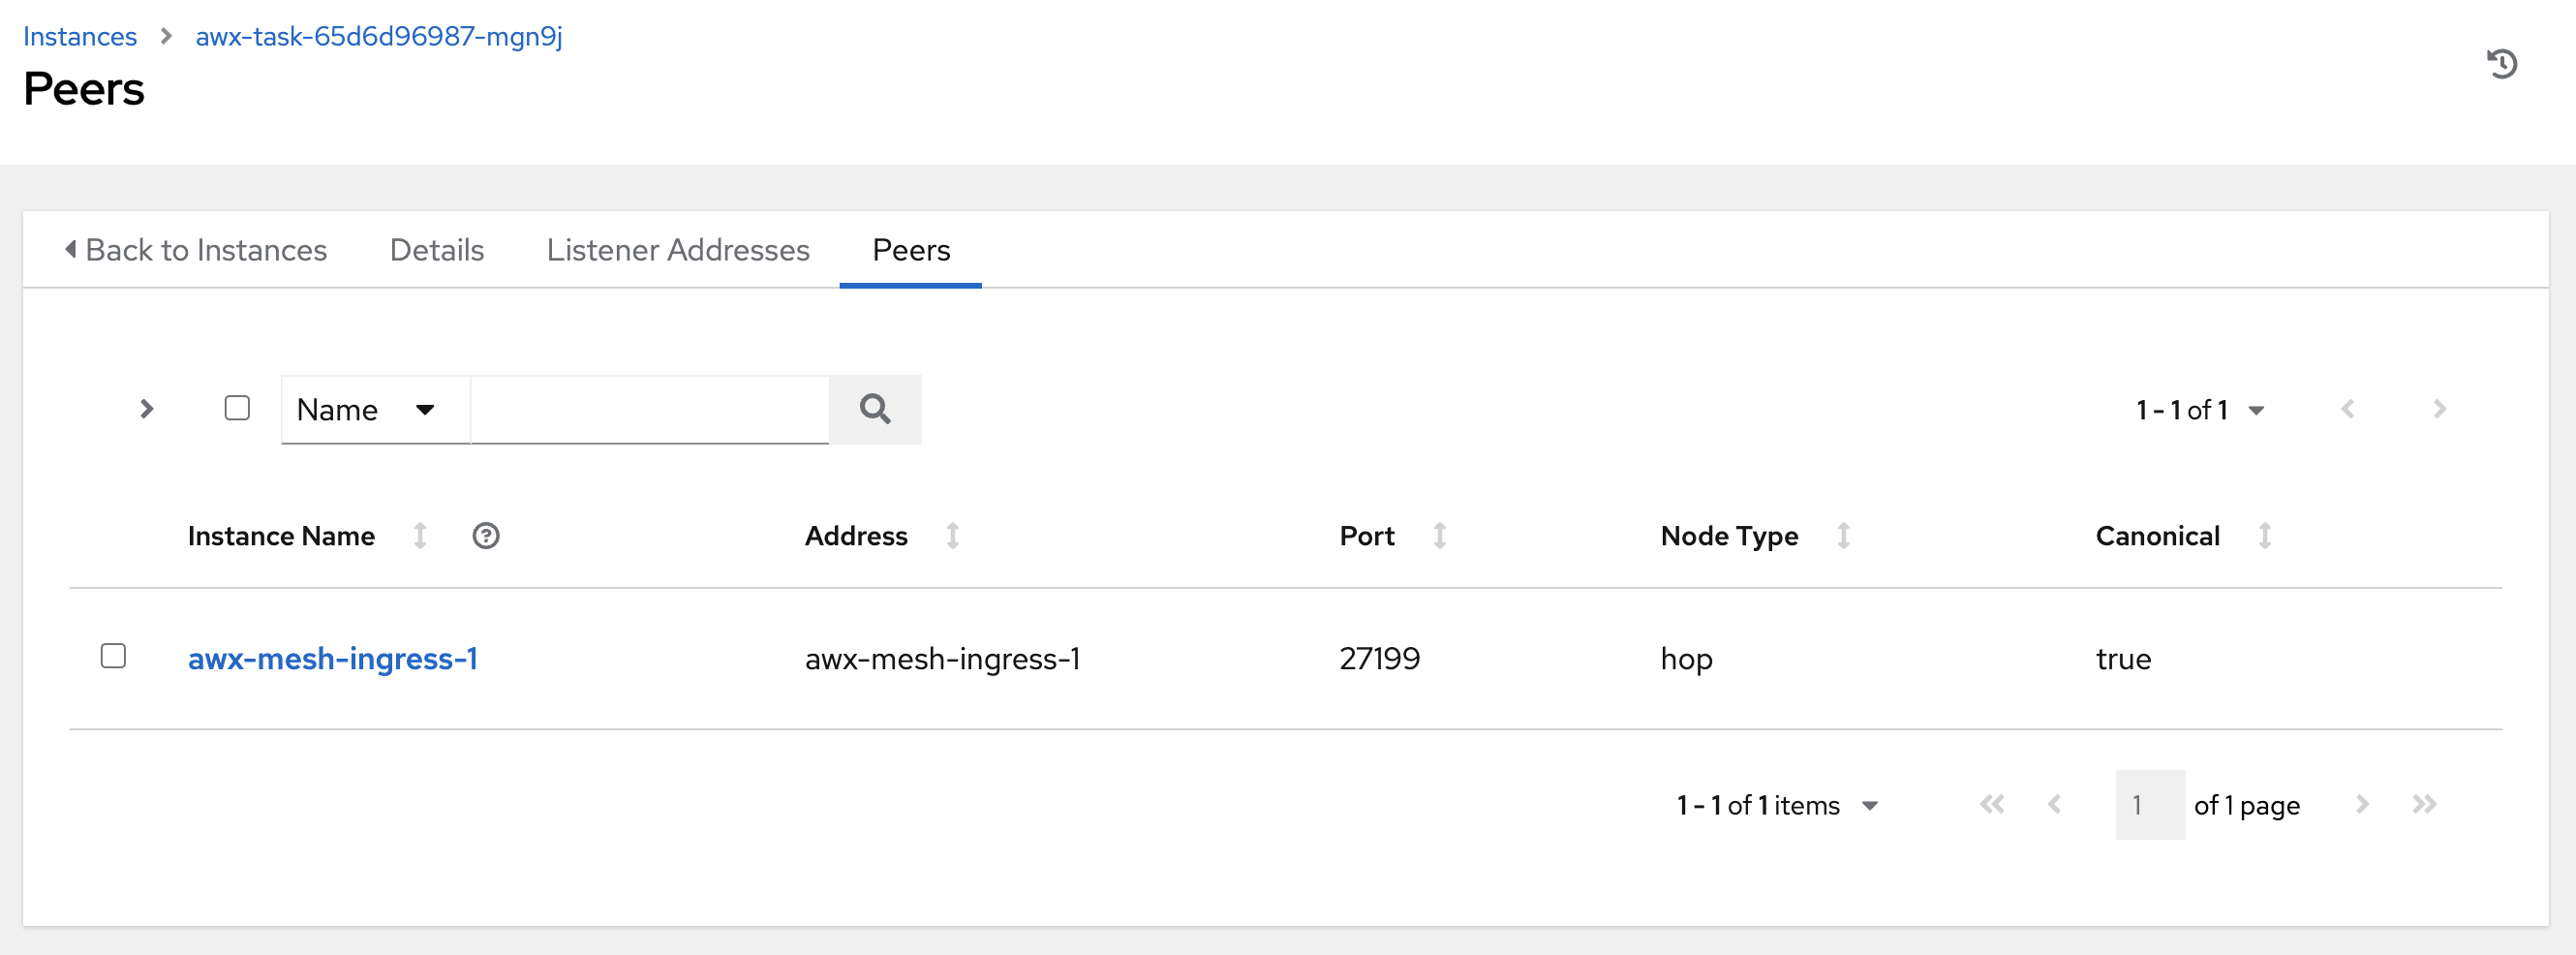 Instances awx-task-65d6d96987-mgn9j
Peers
Back to Instances Details Listener Addresses Peers
Name 1 - 1 of 1
Instance Name Address Port Node Type Canonical
awx-mesh-ingress-1 awx-mesh-ingress-1 27199 hop true
1 - 1 of 1 items 1 of 1 page